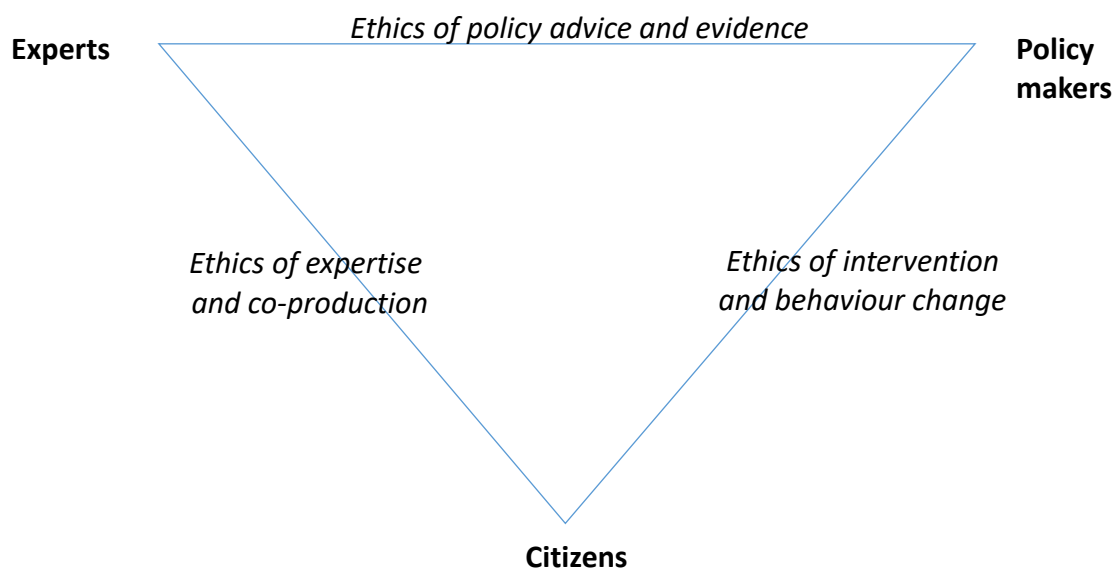 Ethics of policy advice and evidence
Experts
Policy
makers
Ethics of expertise
and co-production
Ethics of intervention
and behaviour change
Citizens